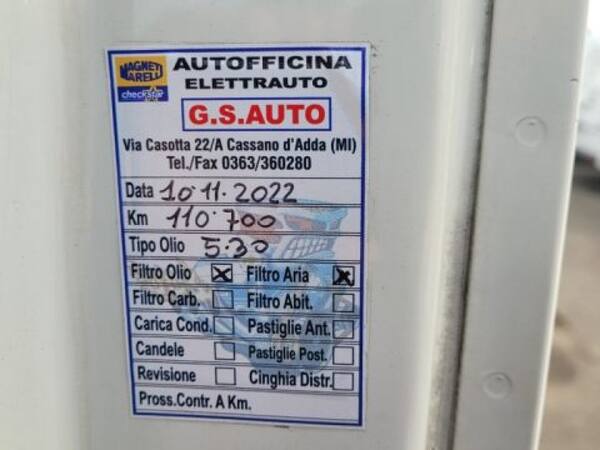 MAGNETI MARELLI
checkstar
AUTOFFICINA
ELETTRAUTO
G.S.AUTO
Via Casotta 22/A Cassano d'Adda (MI)
Tel./Fax 0363/360280
Data 10.11.2022
Km 110.700
Tipo Olio 5.30
Filtro Olio X Filtro Aria X
Filtro Carb. Filtro Abit.
Carica Cond. Pastiglie Ant.
Candele Pastiglie Post.
Revisione Cinghia Distr.
Pross.Contr. A Km.